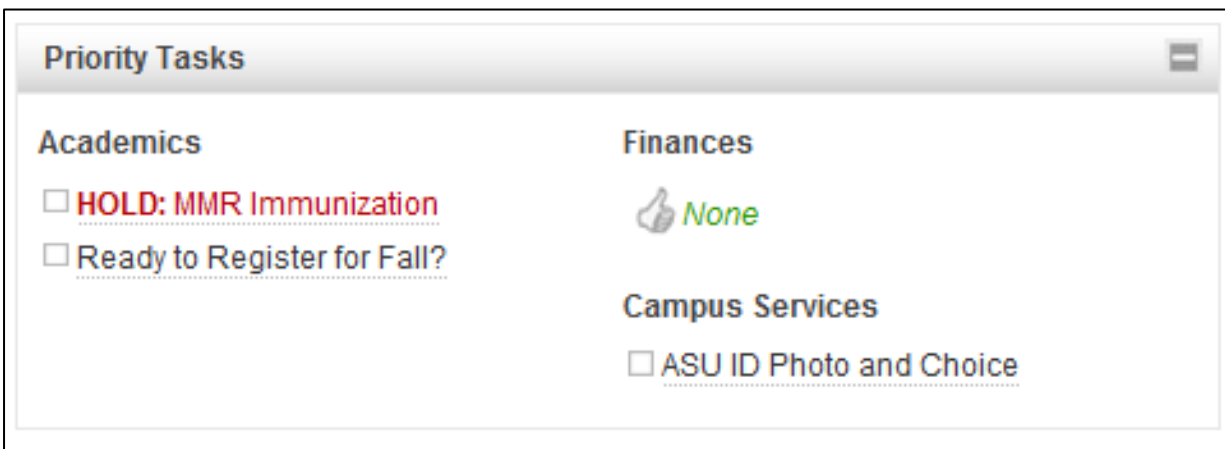 Priority Tasks
Academics
HOLD: MMR Immunization
Ready to Register for Fall?
Finances
None
Campus Services
ASU ID Photo and Choice